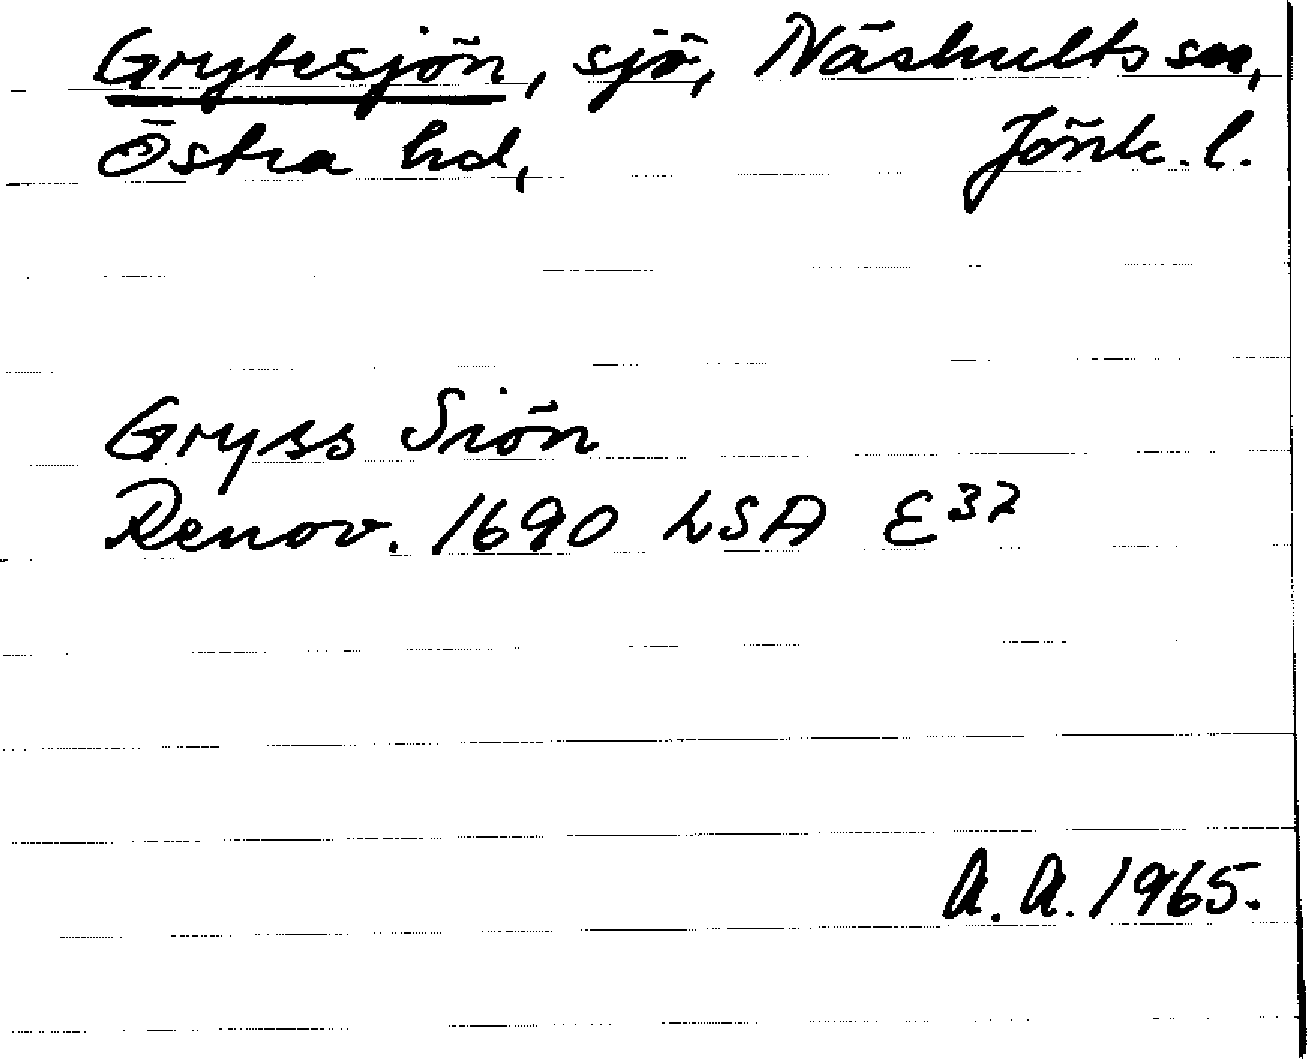 Grytesjön, sjö, Näshults sn,
Östra hd, Jönk. l.
Gryss Siön
Renov. 1690 LSA E³⁷
A. A. 1965.